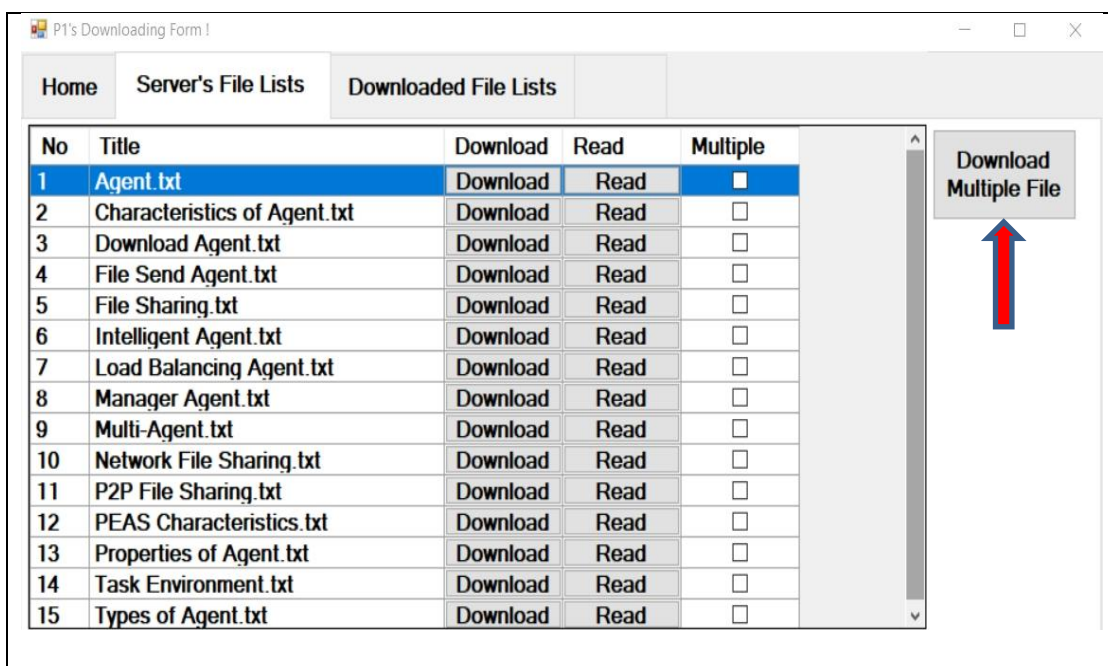 P1's Downloading Form !
Home Server's File Lists Downloaded File Lists
No Title Download Read Multiple
1 Agent.txt Download Read
2 Characteristics of Agent.txt Download Read
3 Download Agent.txt Download Read
4 File Send Agent.txt Download Read
5 File Sharing.txt Download Read
6 Intelligent Agent.txt Download Read
7 Load Balancing Agent.txt Download Read
8 Manager Agent.txt Download Read
9 Multi-Agent.txt Download Read
10 Network File Sharing.txt Download Read
11 P2P File Sharing.txt Download Read
12 PEAS Characteristics.txt Download Read
13 Properties of Agent.txt Download Read
14 Task Environment.txt Download Read
15 Types of Agent.txt Download Read
Download
Multiple File